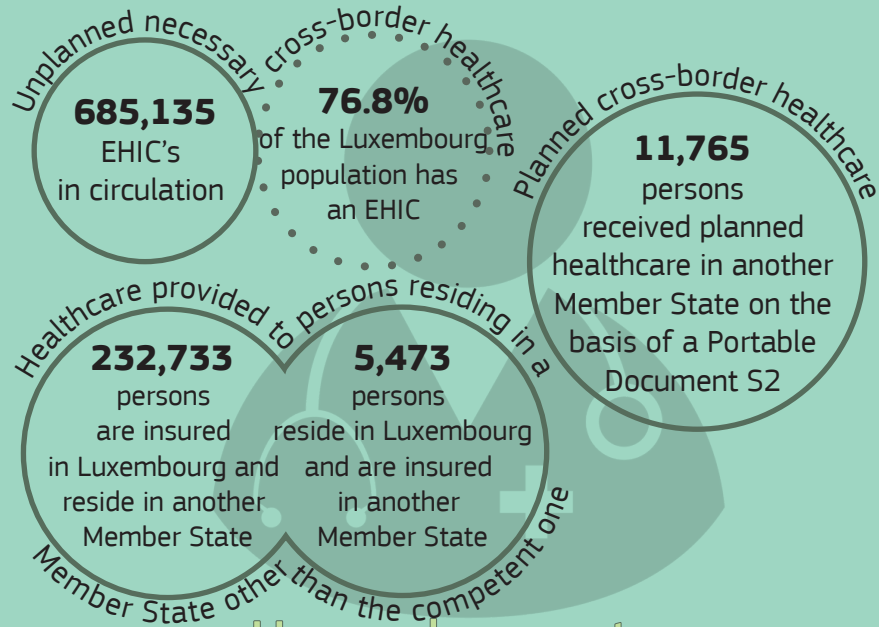 Unplanned necessary cross-border healthcare
685,135
EHIC's
in circulation
76.8%
of the Luxembourg
population has
an EHIC
Planned cross-border healthcare
11,765
persons
received planned
healthcare in another
Member State on the
basis of a Portable
Document S2
Healthcare provided to persons residing in a
Member State other than the competent one
232,733
persons
are insured
in Luxembourg and
reside in another
Member State
5,473
persons
reside in Luxembourg
and are insured
in another
Member State